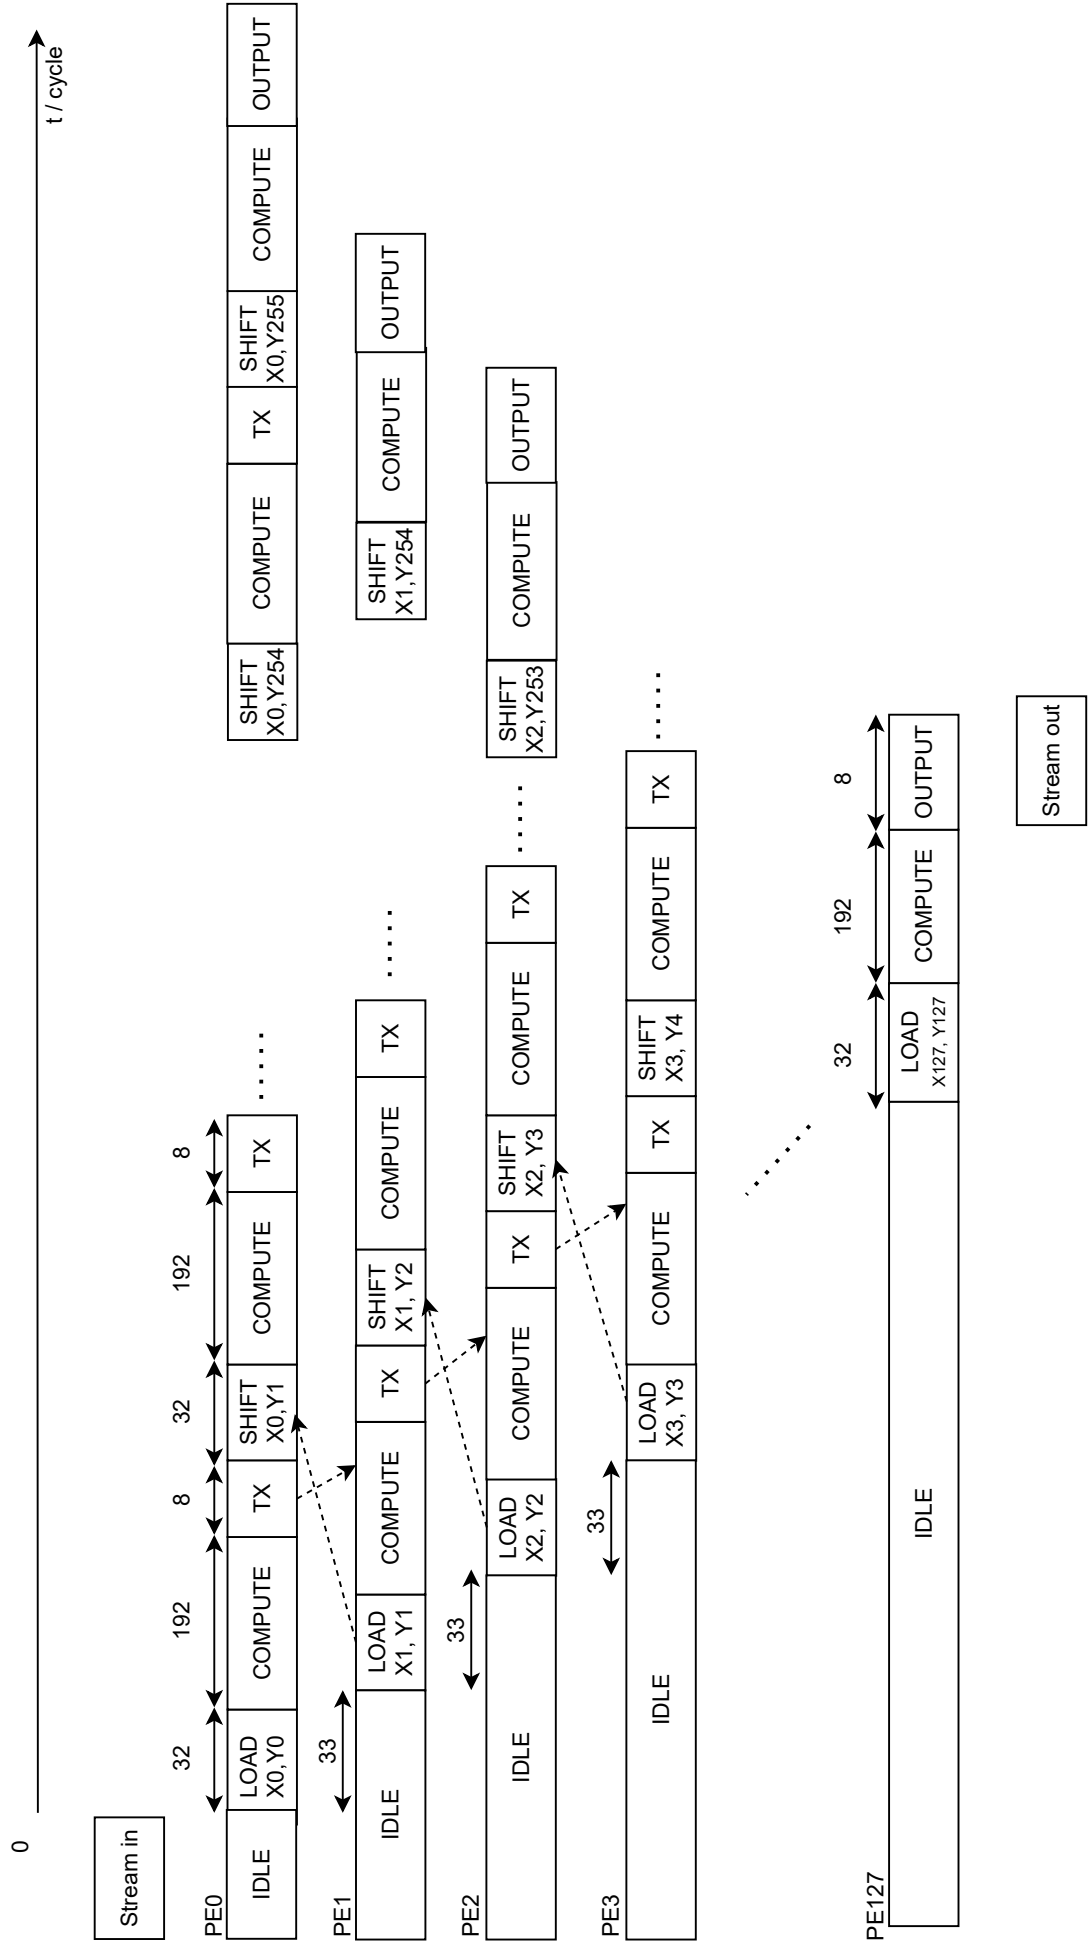 0
t / cycle
Stream in
32
192
8
32
192
8
PE0
IDLE
LOAD
X0,Y0
COMPUTE
TX
SHIFT
X0,Y1
COMPUTE
TX
.....
SHIFT
X0,Y254
COMPUTE
TX
SHIFT
X0,Y255
COMPUTE
OUTPUT
33
PE1
IDLE
LOAD
X1, Y1
COMPUTE
TX
SHIFT
X1, Y2
COMPUTE
TX
.....
SHIFT
X1,Y254
COMPUTE
OUTPUT
33
PE2
IDLE
LOAD
X2, Y2
COMPUTE
TX
SHIFT
X2, Y3
COMPUTE
TX
.....
SHIFT
X2,Y253
COMPUTE
OUTPUT
33
PE3
IDLE
LOAD
X3, Y3
COMPUTE
TX
SHIFT
X3, Y4
COMPUTE
TX
.....
32
192
8
PE127
IDLE
LOAD
X127, Y127
COMPUTE
OUTPUT
Stream out